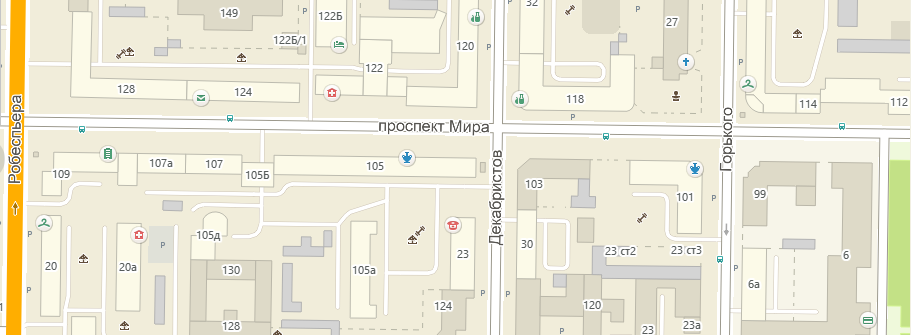 149
122Б
32
27
122Б/1
120
122
128
124
118
114
112
Робеспьера
проспект Мира
Горького
Декабристов
107а
107
105
109
105Б
103
101
99
105д
20
20а
130
105а
23
30
23 ст2
23 ст3
6
6а
128
124
120
23
23а
P
P
P
P
P
P
P
P
P
P
P
P
P
P